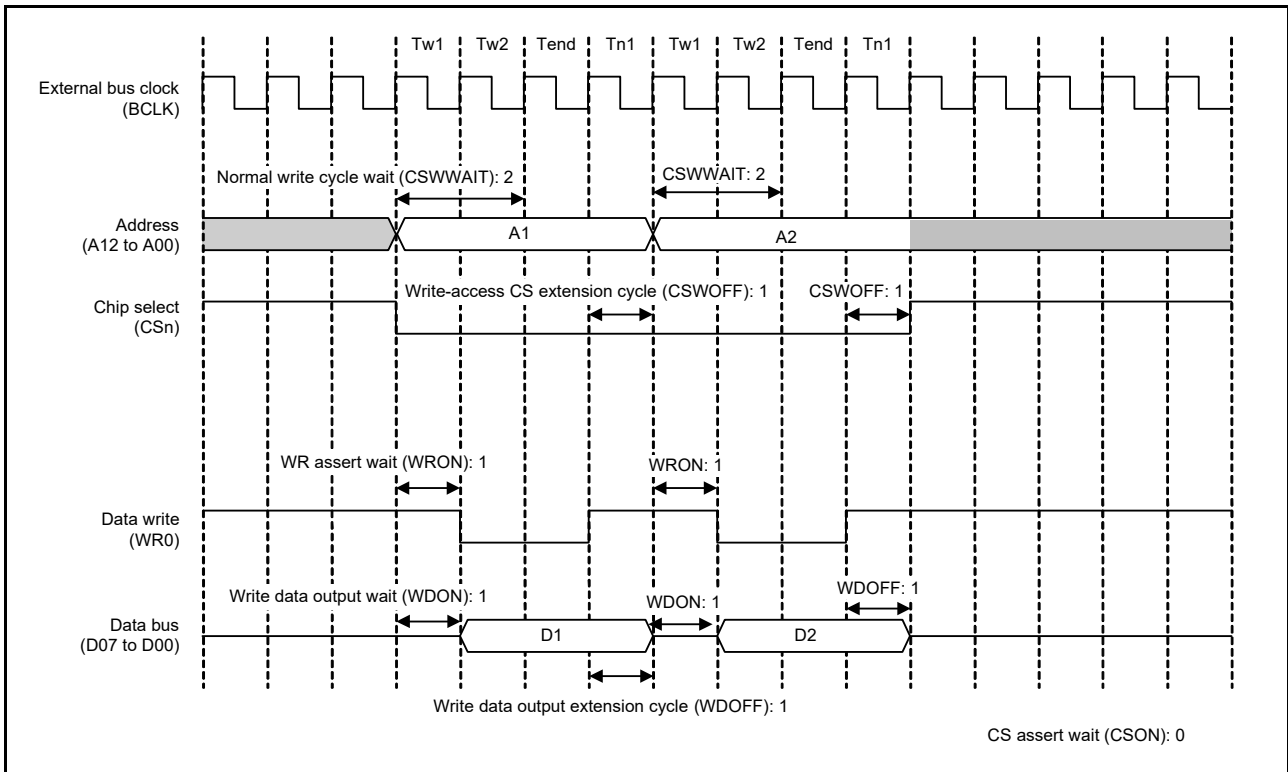 Tw1 Tw2 Tend Tn1 Tw1 Tw2 Tend Tn1
External bus clock
(BCLK)
Normal write cycle wait (CSWWAIT): 2
CSWWAIT: 2
Address
(A12 to A00)
A1
A2
Write-access CS extension cycle (CSWOFF): 1
CSWOFF: 1
Chip select
(CSn)
WR assert wait (WRON): 1
WRON: 1
Data write
(WR0)
Write data output wait (WDON): 1
WDON: 1
WDOFF: 1
Data bus
(D07 to D00)
D1
D2
Write data output extension cycle (WDOFF): 1
CS assert wait (CSON): 0